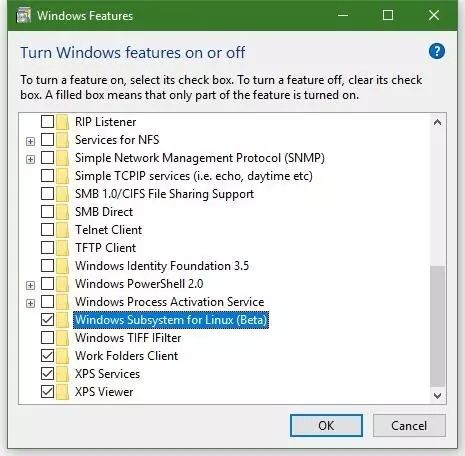 Windows Features
Turn Windows features on or off
To turn a feature on, select its check box. To turn a feature off, clear its check
box. A filled box means that only part of the feature is turned on.
RIP Listener
Services for NFS
Simple Network Management Protocol (SNMP)
Simple TCPIP services (i.e. echo, daytime etc)
SMB 1.0/CIFS File Sharing Support
SMB Direct
Telnet Client
TFTP Client
Windows Identity Foundation 3.5
Windows PowerShell 2.0
Windows Process Activation Service
Windows Subsystem for Linux (Beta)
Windows TIFF IFilter
Work Folders Client
XPS Services
XPS Viewer
OK Cancel